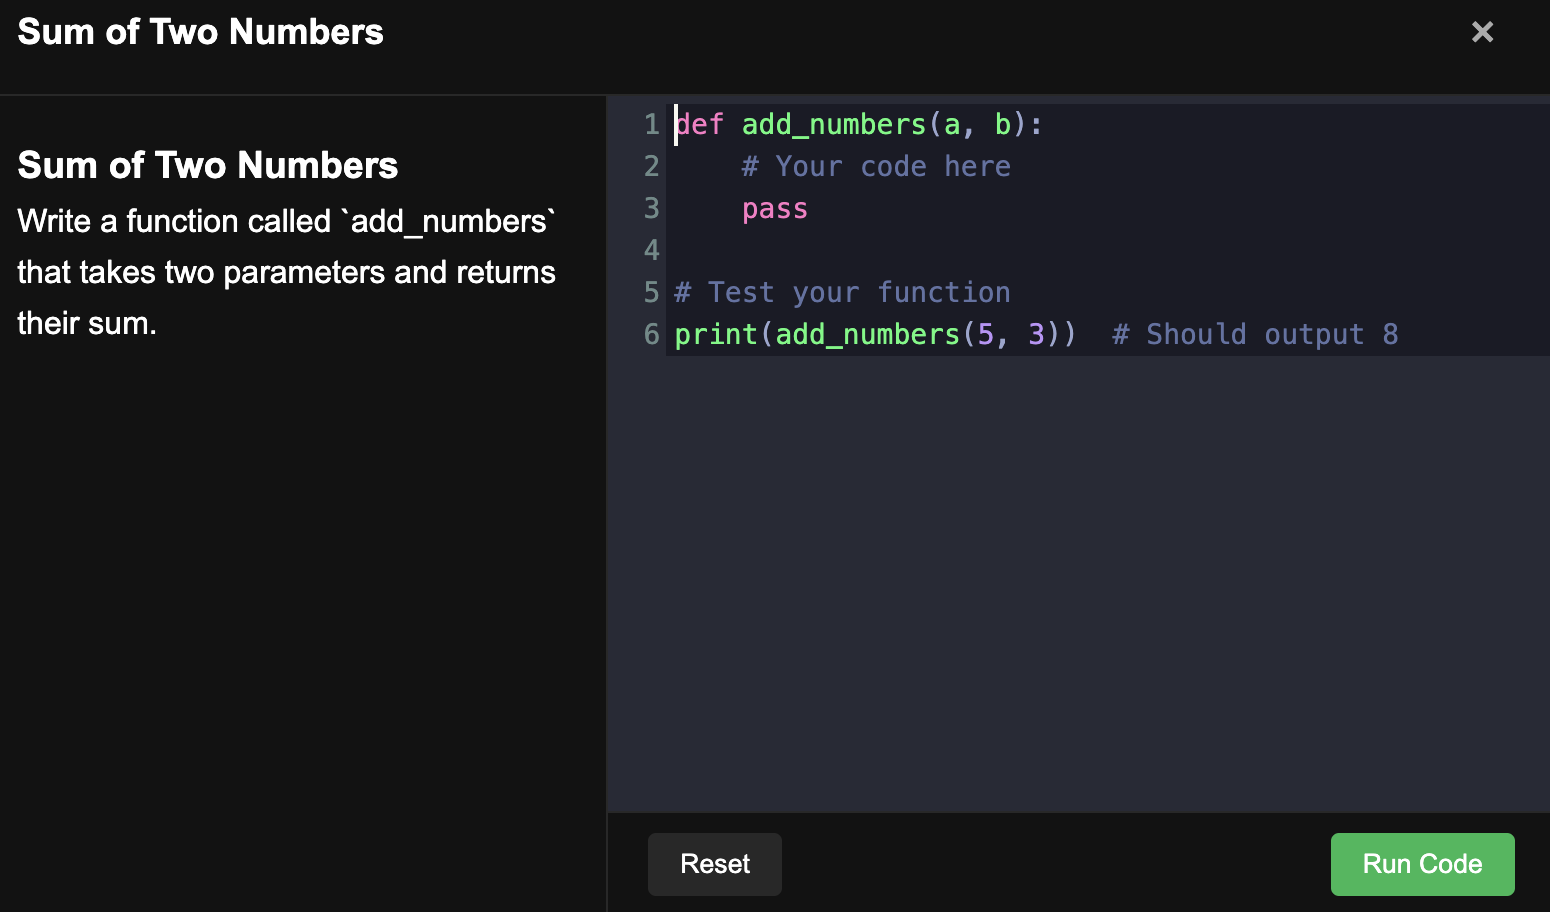 Sum of Two Numbers
×
Sum of Two Numbers
Write a function called `add_numbers`
that takes two parameters and returns
their sum.
1 def add_numbers(a, b):
2     # Your code here
3     pass
4
5 # Test your function
6 print(add_numbers(5, 3))  # Should output 8
Reset
Run Code